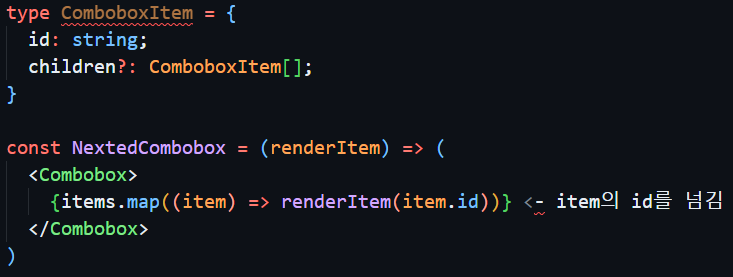 type ComboboxItem = {
  id: string;
  children?: ComboboxItem[];
}

const NextedCombobox = (renderItem) => (
  <Combobox>
    {items.map((item) => renderItem(item.id))} <- item의 id를 넘김
  </Combobox>
)